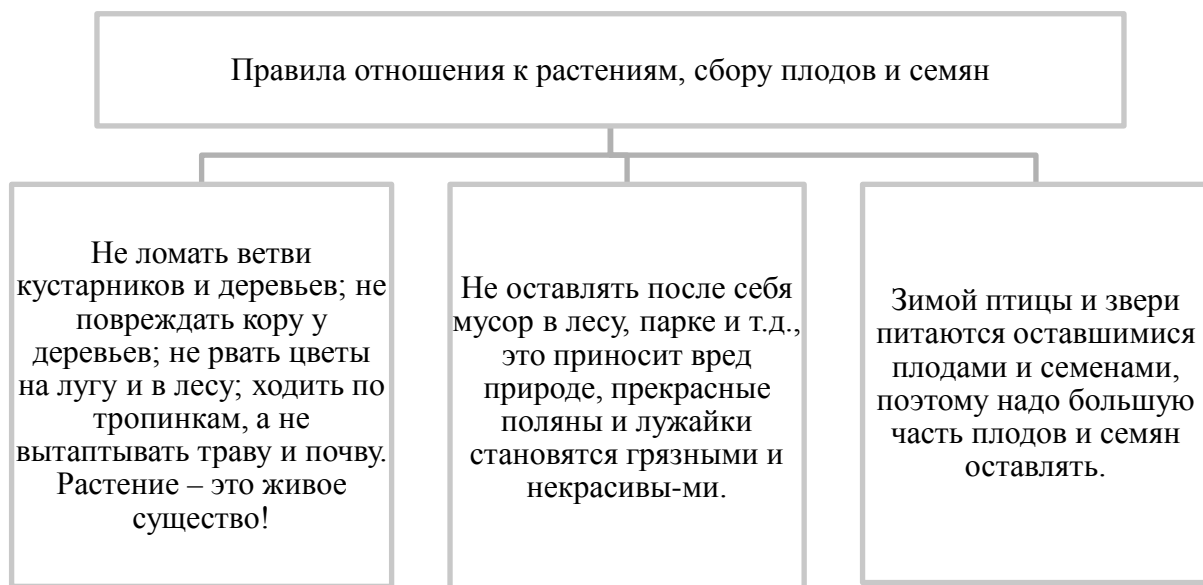 Правила отношения к растениям, сбору плодов и семян
Не ломать ветви
кустарников и деревьев; не
повреждать кору у
деревьев; не рвать цветы
на лугу и в лесу; ходить по
тропинкам, а не
вытаптывать траву и почву.
Растение – это живое
существо!
Не оставлять после себя
мусор в лесу, парке и т.д.,
это приносит вред
природе, прекрасные
поляны и лужайки
становятся грязными и
некрасивы-ми.
Зимой птицы и звери
питаются оставшимися
плодами и семенами,
поэтому надо большую
часть плодов и семян
оставлять.